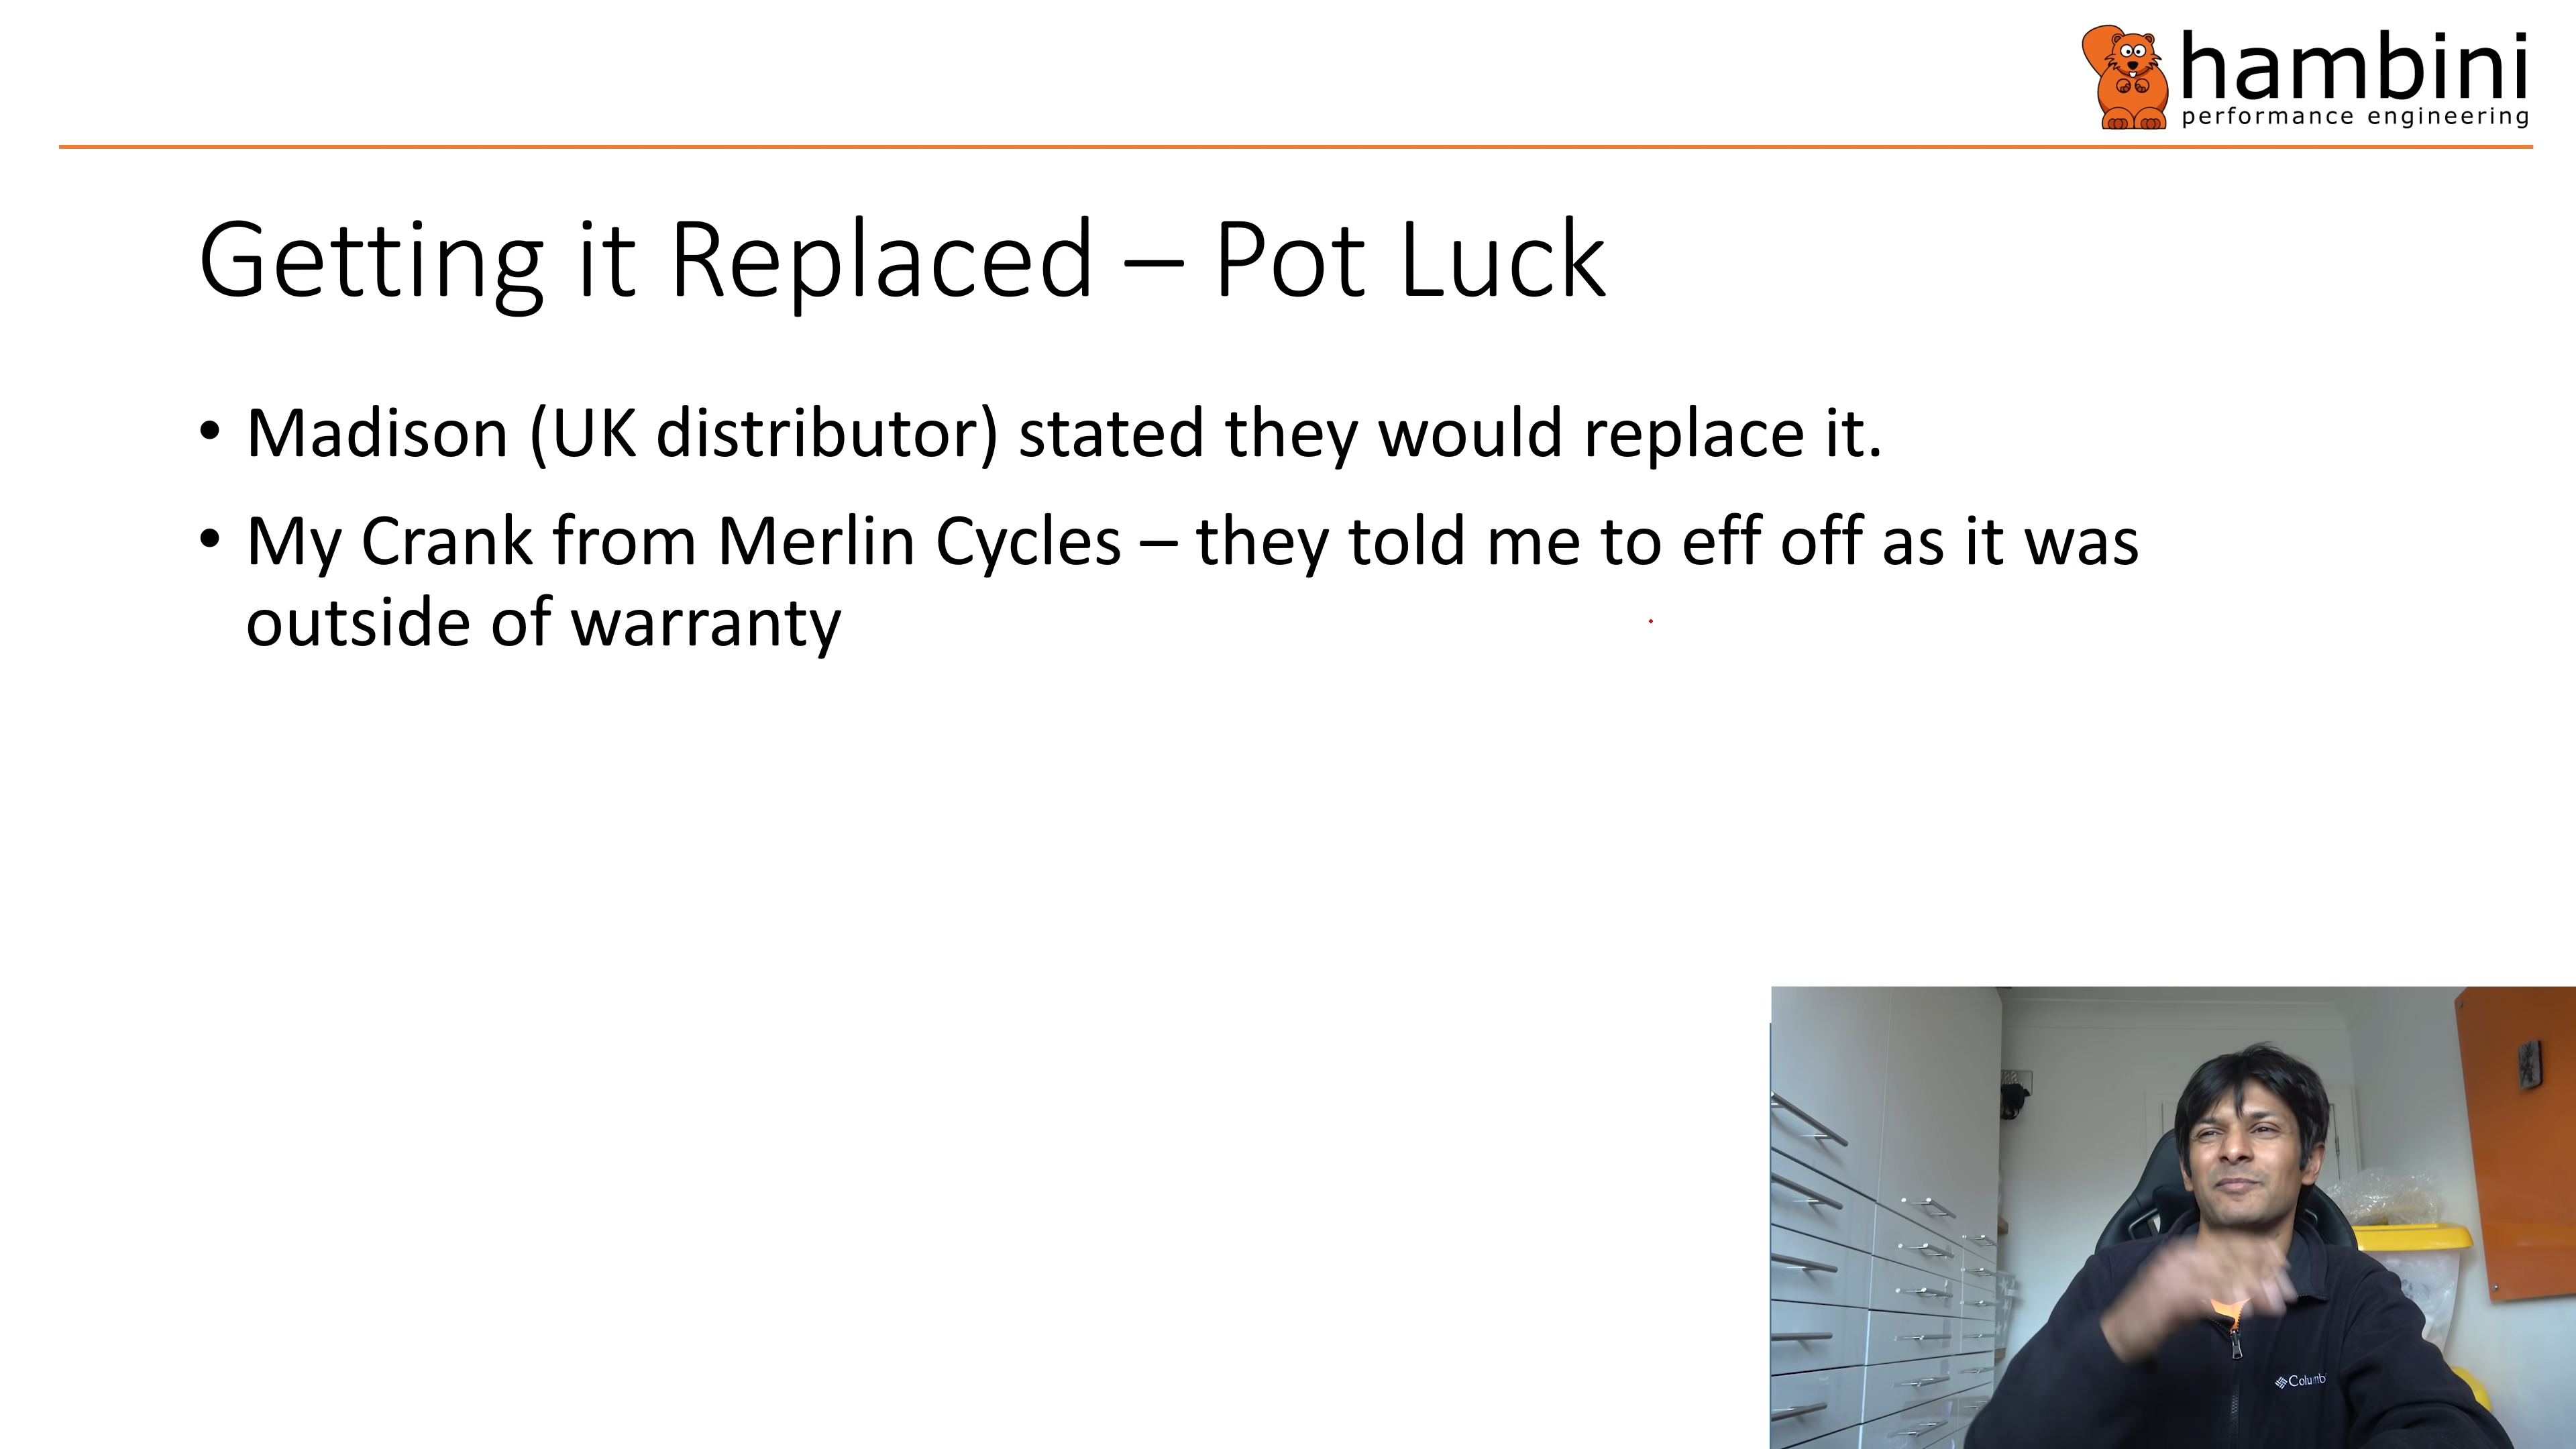 hambini
performance engineering
Getting it Replaced – Pot Luck
• Madison (UK distributor) stated they would replace it.
• My Crank from Merlin Cycles – they told me to eff off as it was
outside of warranty